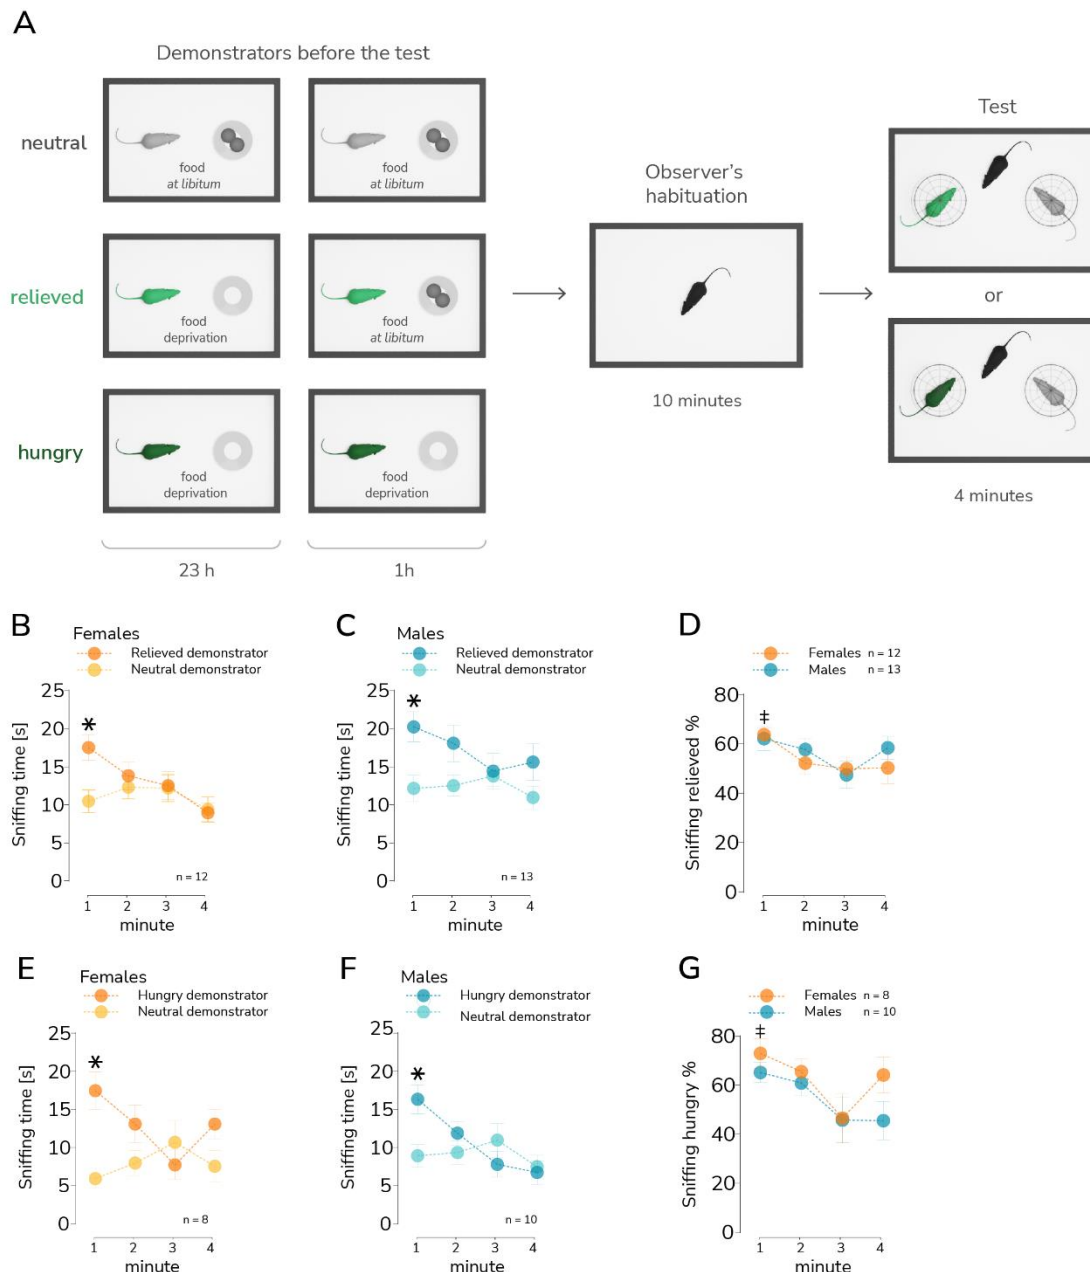 A
Demonstrators before the test
neutral
food
at libitum
food
at libitum
relieved
food
deprivation
food
at libitum
hungry
food
deprivation
food
deprivation
23 h
1h
Observer's
habituation
10 minutes
Test
or
4 minutes
B
Females
Relieved demonstrator
Neutral demonstrator
Sniffing time [s]
25
20
15
10
5
0
*
n = 12
1 2 3 4
minute
C
Males
Relieved demonstrator
Neutral demonstrator
Sniffing time [s]
25
20
15
10
5
0
*
n = 13
1 2 3 4
minute
D
Females n = 12
Males n = 13
Sniffing relieved %
80
60
40
20
0
‡
1 2 3 4
minute
E
Females
Hungry demonstrator
Neutral demonstrator
Sniffing time [s]
25
20
15
10
5
0
*
n = 8
1 2 3 4
minute
F
Males
Hungry demonstrator
Neutral demonstrator
Sniffing time [s]
25
20
15
10
5
0
*
n = 10
1 2 3 4
minute
G
Females n = 8
Males n = 10
Sniffing hungry %
80
60
40
20
0
‡
1 2 3 4
minute